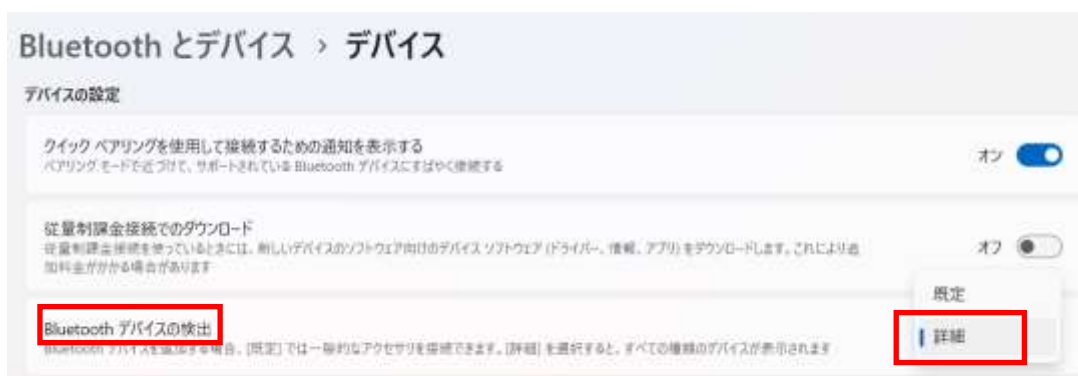 Bluetooth とデバイス › デバイス
デバイスの設定
クイック ペアリングを使用して接続するための通知を表示する
ペアリング モードで近づけて、サポートされている Bluetooth デバイスにすばやく接続する
オン
従量制課金接続でのダウンロード
従量制課金接続を使っているときには、新しいデバイスのソフトウェア向けのデバイス ソフトウェア (ドライバー、情報、アプリ) をダウンロードします。これにより追
加料金がかかる場合があります
オフ
既定
Bluetooth デバイスの検出
Bluetooth デバイスを追加する場合、[既定] では一般的なアクセサリを接続できます。[詳細] を選択すると、すべての種類のデバイスが表示されます
詳細